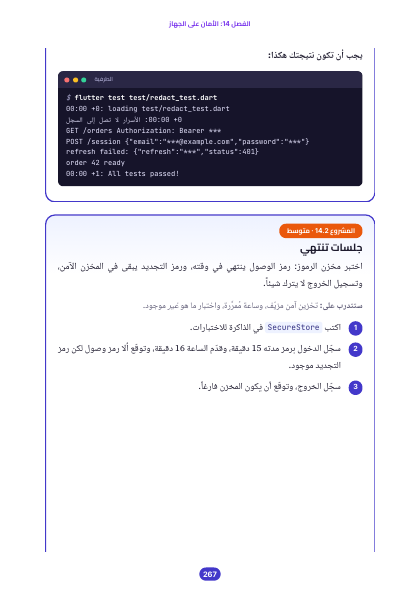 الفصل 14: الأمان على الجهاز
يجب أن تكون نتيجتك هكذا:
الطرفية
$ flutter test test/redact_test.dart
00:00 +0: loading test/redact_test.dart
00:00 +0: الأسرار لا تصل إلى السجل
GET /orders Authorization: Bearer ***
POST /session {"email":"***@example.com","password":"***"}
refresh failed: {"refresh":"***","status":401}
order 42 ready
00:00 +1: All tests passed!
المشروع 14.2 · متوسط
جلسات تنتهي
اختبر مخزن الرموز: رمز الوصول ينتهي في وقته، ورمز التجديد يبقى في المخزن الآمن،
وتسجيل الخروج لا يترك شيئاً.
ستتدرب على: تخزين آمن مزيّف، وساعة مُمرَّرة، واختبار ما هو غير موجود.
1 اكتب SecureStore في الذاكرة للاختبارات.
2 سجّل الدخول برمز مدته 15 دقيقة، وقدّم الساعة 16 دقيقة، وتوقع ألا رمز وصول لكن رمز
التجديد موجود.
3 سجّل الخروج، وتوقع أن يكون المخزن فارغاً.
267